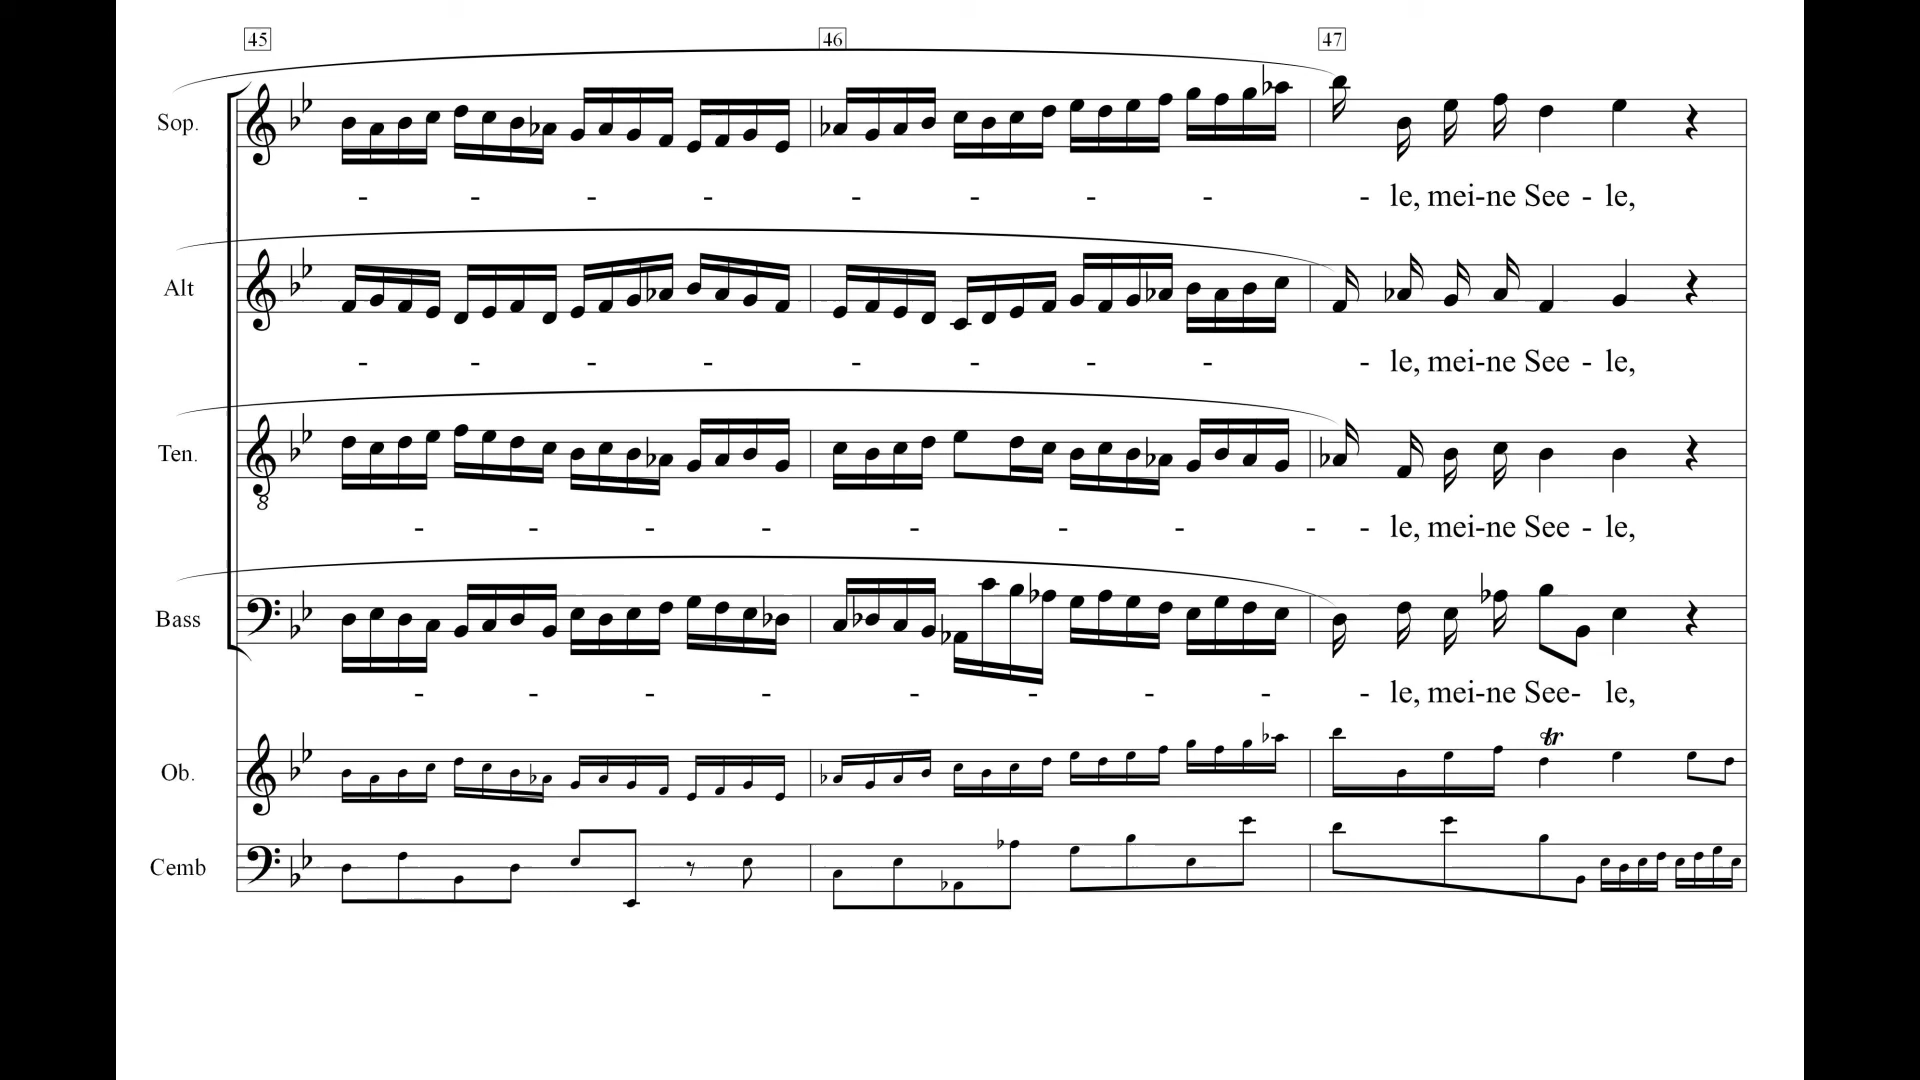 45 46 47
Sop.
- - - - - - - - - le, mei-ne See - le,
Alt
- - - - - - - - - le, mei-ne See - le,
Ten.
8
- - - - - - - - - le, mei-ne See - le,
Bass
- - - - - - - - - le, mei-ne See- le,
tr
Ob.
Cemb